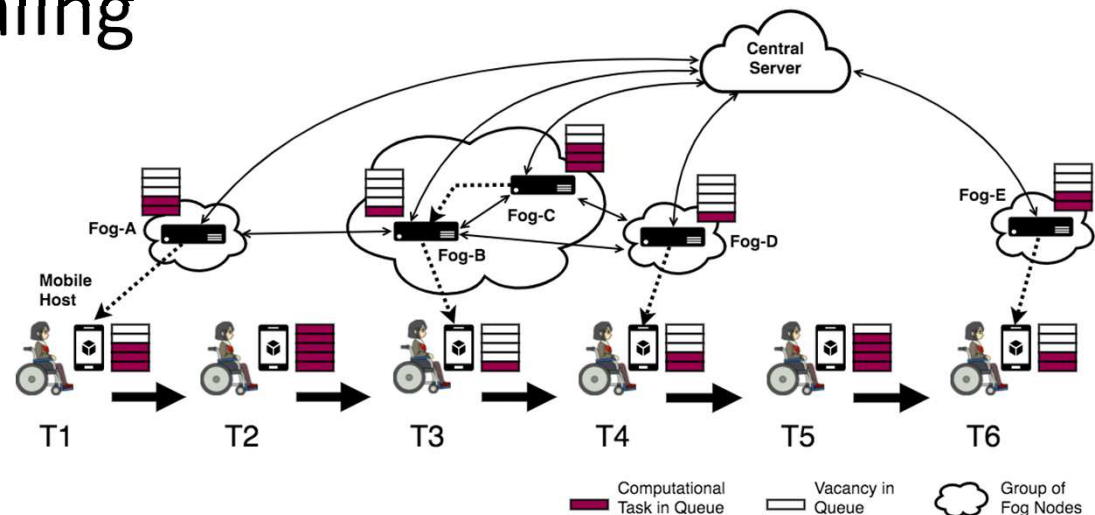 Central
Server
Fog-A
Fog-B
Fog-C
Fog-D
Fog-E
Mobile
Host
T1
T2
T3
T4
T5
T6
Computational
Task in Queue
Vacancy in
Queue
Group of
Fog Nodes